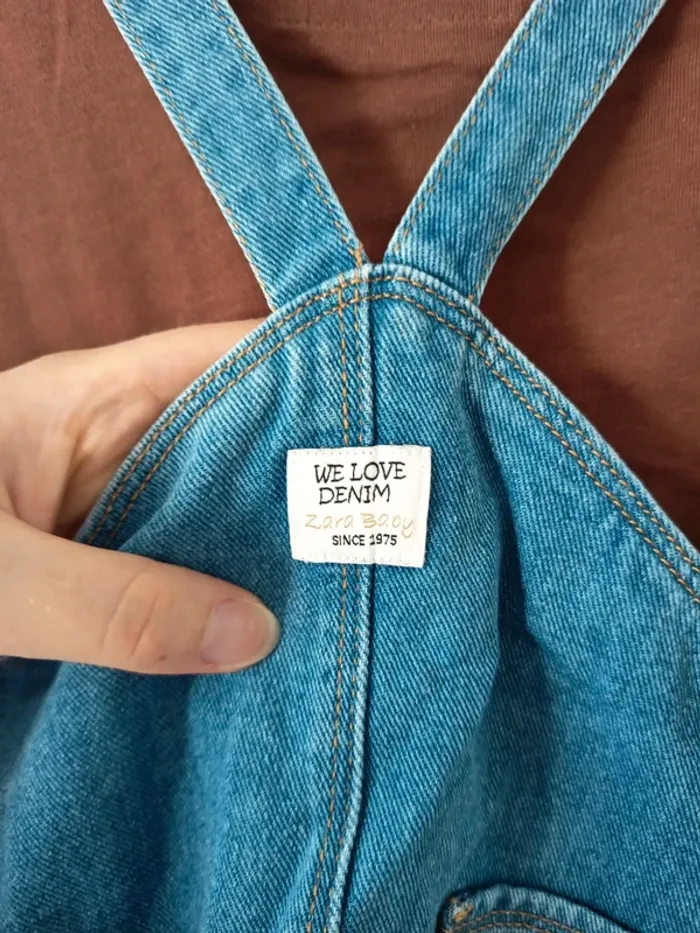 WE LOVE
DENIM
Zara Baby
SINCE 1975